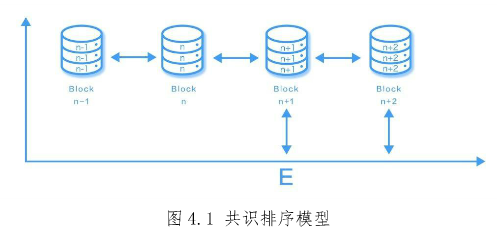 n-1
n-1
n-1
n
n
n
n+1
n+1
n+1
n+2
n+2
n+2
Block
n-1
Block
n
Block
n+1
Block
n+2
E
图 4.1 共识排序模型